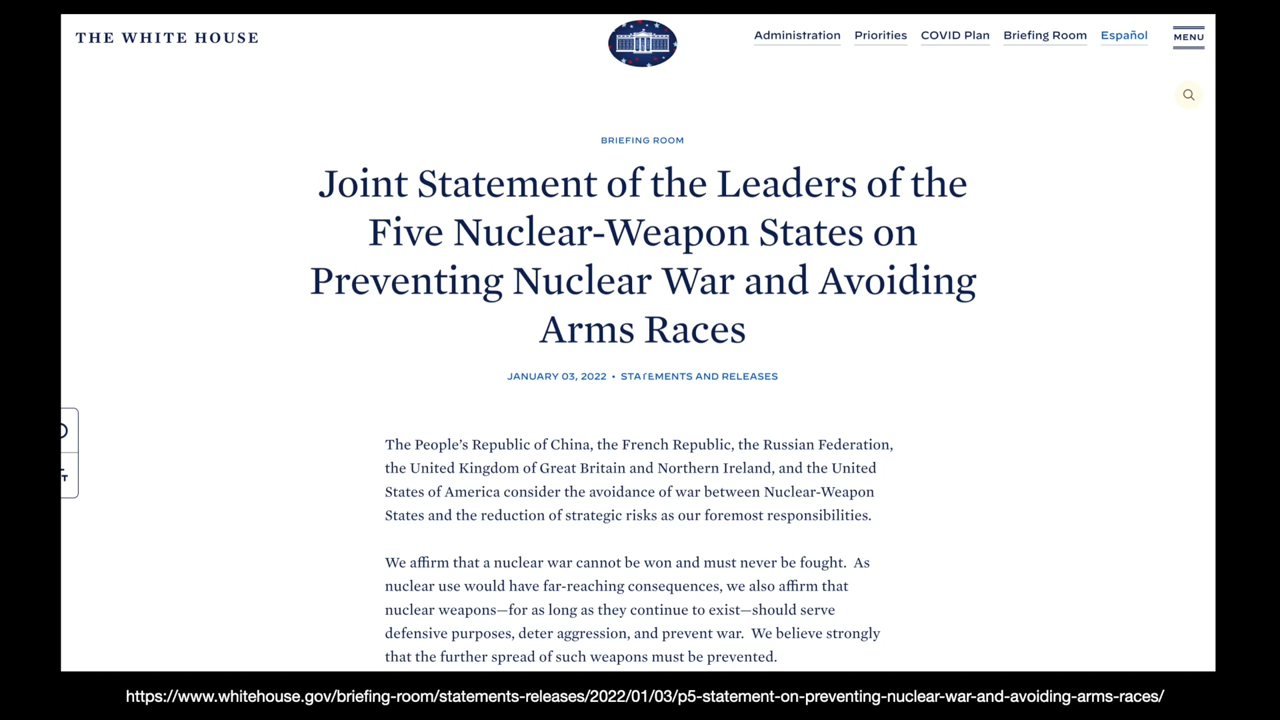 THE WHITE HOUSE
Administration Priorities COVID Plan Briefing Room Español MENU
BRIEFING ROOM
Joint Statement of the Leaders of the
Five Nuclear-Weapon States on
Preventing Nuclear War and Avoiding
Arms Races
JANUARY 03, 2022 • STATEMENTS AND RELEASES
The People’s Republic of China, the French Republic, the Russian Federation,
the United Kingdom of Great Britain and Northern Ireland, and the United
States of America consider the avoidance of war between Nuclear-Weapon
States and the reduction of strategic risks as our foremost responsibilities.
We affirm that a nuclear war cannot be won and must never be fought.  As
nuclear use would have far-reaching consequences, we also affirm that
nuclear weapons—for as long as they continue to exist—should serve
defensive purposes, deter aggression, and prevent war.  We believe strongly
that the further spread of such weapons must be prevented.
https://www.whitehouse.gov/briefing-room/statements-releases/2022/01/03/p5-statement-on-preventing-nuclear-war-and-avoiding-arms-races/